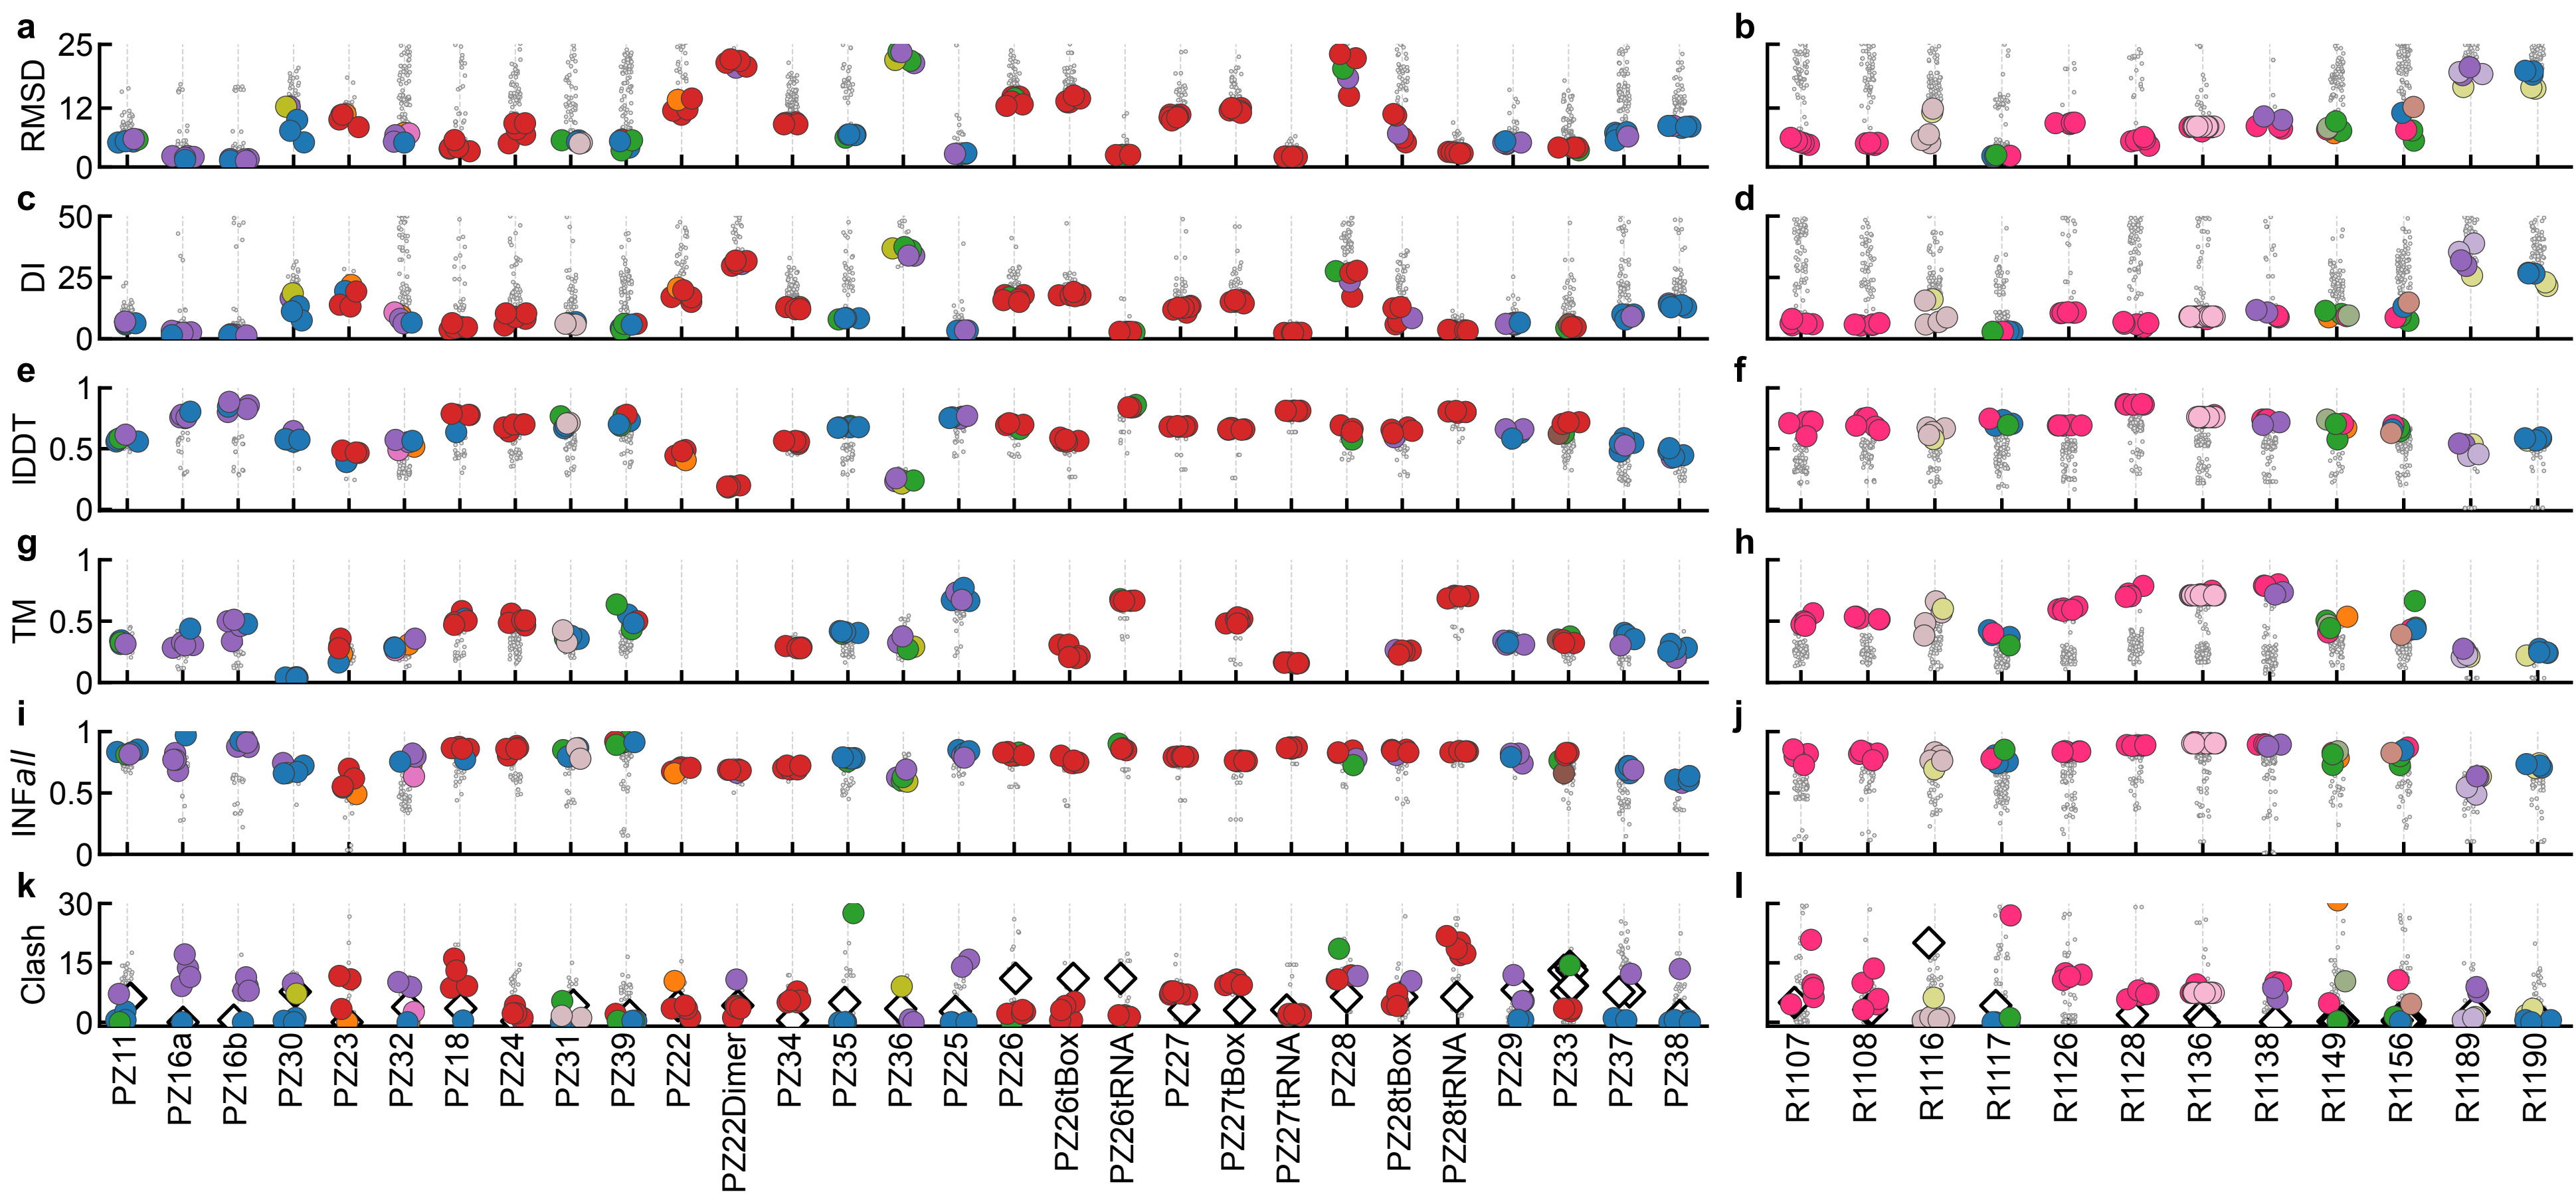 a
RMSD
25
12
0
b
c
DI
50
25
0
d
e
lDDT
1
0.5
0
f
g
TM
1
0.5
0
h
i
INFall
1
0.5
0
j
k
Clash
30
15
0
l
PZ11
PZ16a
PZ16b
PZ30
PZ23
PZ32
PZ18
PZ24
PZ31
PZ39
PZ22
PZ22Dimer
PZ34
PZ35
PZ36
PZ25
PZ26
PZ26tBox
PZ26tRNA
PZ27
PZ27tBox
PZ27tRNA
PZ28
PZ28tBox
PZ28tRNA
PZ29
PZ33
PZ37
PZ38
R1107
R1108
R1116
R1117
R1126
R1128
R1136
R1138
R1149
R1156
R1189
R1190